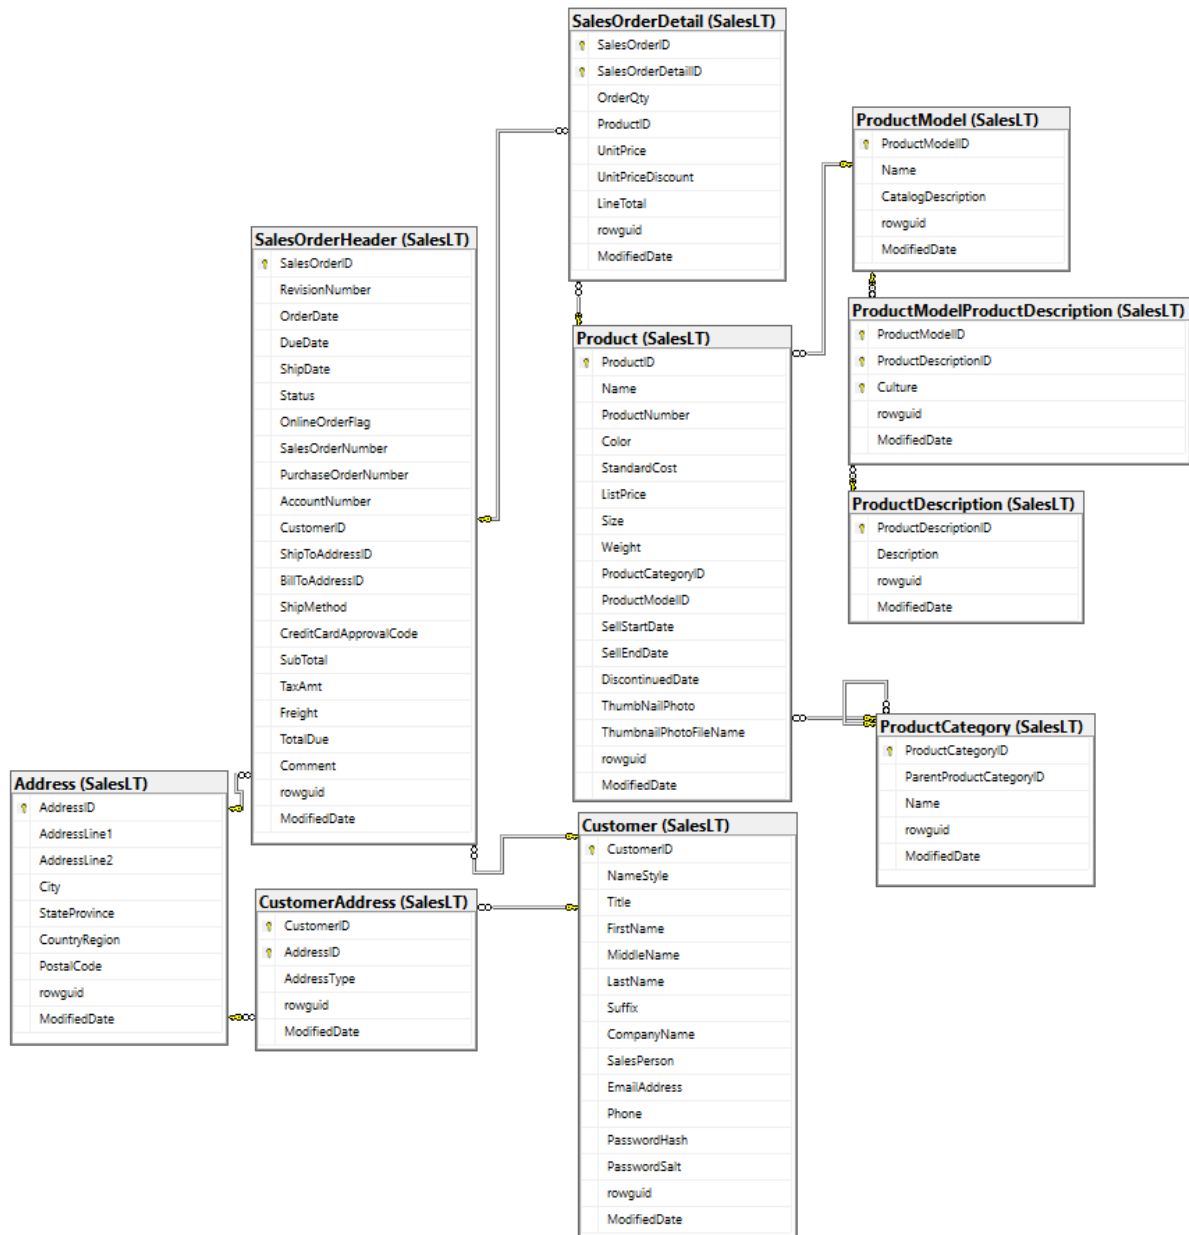 SalesOrderDetail (SalesLT)
SalesOrderID
SalesOrderDetailID
OrderQty
ProductID
UnitPrice
UnitPriceDiscount
LineTotal
rowguid
ModifiedDate
ProductModel (SalesLT)
ProductModelID
Name
CatalogDescription
rowguid
ModifiedDate
SalesOrderHeader (SalesLT)
SalesOrderID
RevisionNumber
OrderDate
DueDate
ShipDate
Status
OnlineOrderFlag
SalesOrderNumber
PurchaseOrderNumber
AccountNumber
CustomerID
ShipToAddressID
BillToAddressID
ShipMethod
CreditCardApprovalCode
SubTotal
TaxAmt
Freight
TotalDue
Comment
rowguid
ModifiedDate
Product (SalesLT)
ProductID
Name
ProductNumber
Color
StandardCost
ListPrice
Size
Weight
ProductCategoryID
ProductModelID
SellStartDate
SellEndDate
DiscontinuedDate
ThumbNailPhoto
ThumbnailPhotoFileName
rowguid
ModifiedDate
ProductModelProductDescription (SalesLT)
ProductModelID
ProductDescriptionID
Culture
rowguid
ModifiedDate
ProductDescription (SalesLT)
ProductDescriptionID
Description
rowguid
ModifiedDate
ProductCategory (SalesLT)
ProductCategoryID
ParentProductCategoryID
Name
rowguid
ModifiedDate
Address (SalesLT)
AddressID
AddressLine1
AddressLine2
City
StateProvince
CountryRegion
PostalCode
rowguid
ModifiedDate
CustomerAddress (SalesLT)
CustomerID
AddressID
AddressType
rowguid
ModifiedDate
Customer (SalesLT)
CustomerID
NameStyle
Title
FirstName
MiddleName
LastName
Suffix
CompanyName
SalesPerson
EmailAddress
Phone
PasswordHash
PasswordSalt
rowguid
ModifiedDate